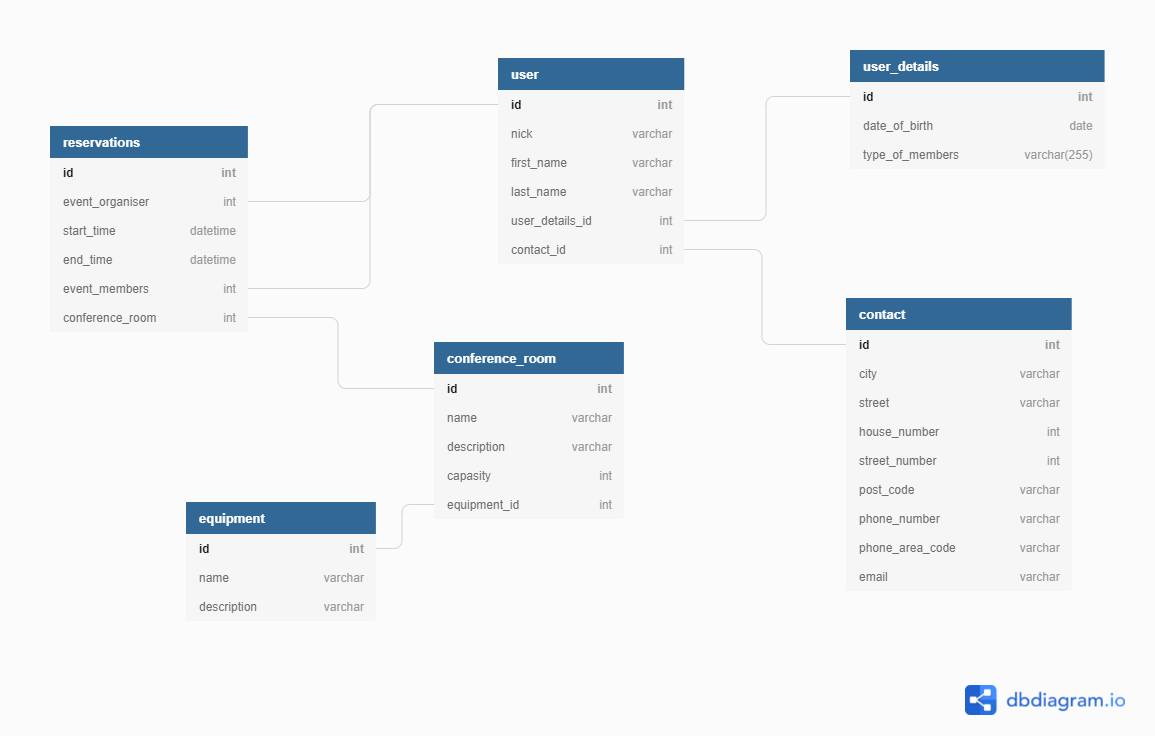 reservations
id int
event_organiser int
start_time datetime
end_time datetime
event_members int
conference_room int
user
id int
nick varchar
first_name varchar
last_name varchar
user_details_id int
contact_id int
user_details
id int
date_of_birth date
type_of_members varchar(255)
conference_room
id int
name varchar
description varchar
capasity int
equipment_id int
contact
id int
city varchar
street varchar
house_number int
street_number int
post_code varchar
phone_number varchar
phone_area_code varchar
email varchar
equipment
id int
name varchar
description varchar
dbdiagram.io